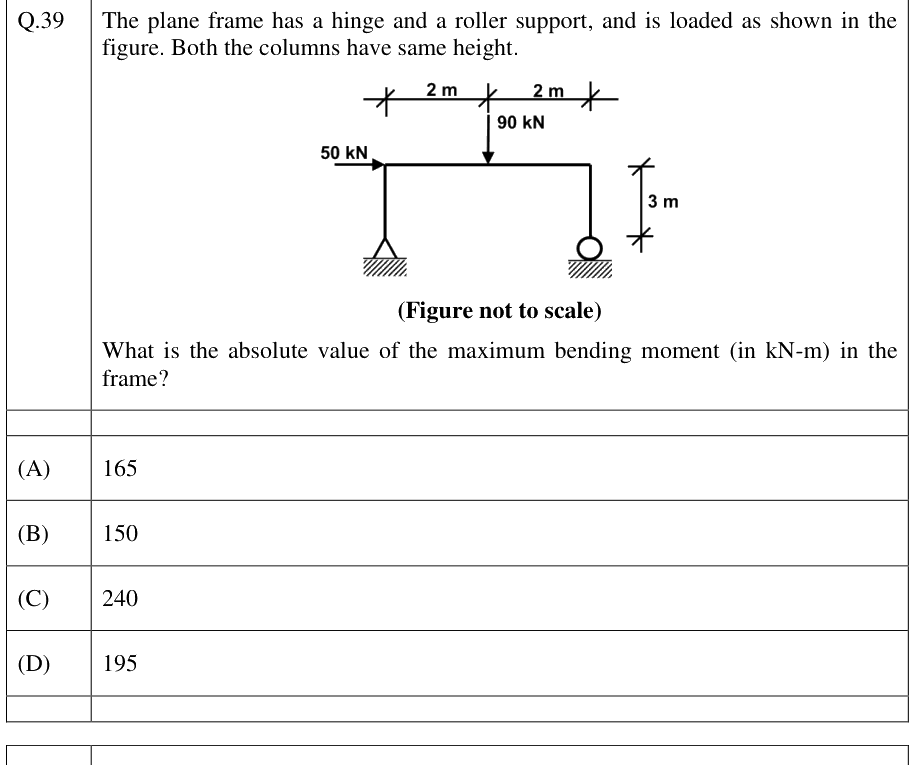 Q.39
The plane frame has a hinge and a roller support, and is loaded as shown in the
figure. Both the columns have same height.
2 m
2 m
90 kN
50 kN
3 m
(Figure not to scale)
What is the absolute value of the maximum bending moment (in kN-m) in the
frame?
(A) 165
(B) 150
(C) 240
(D) 195